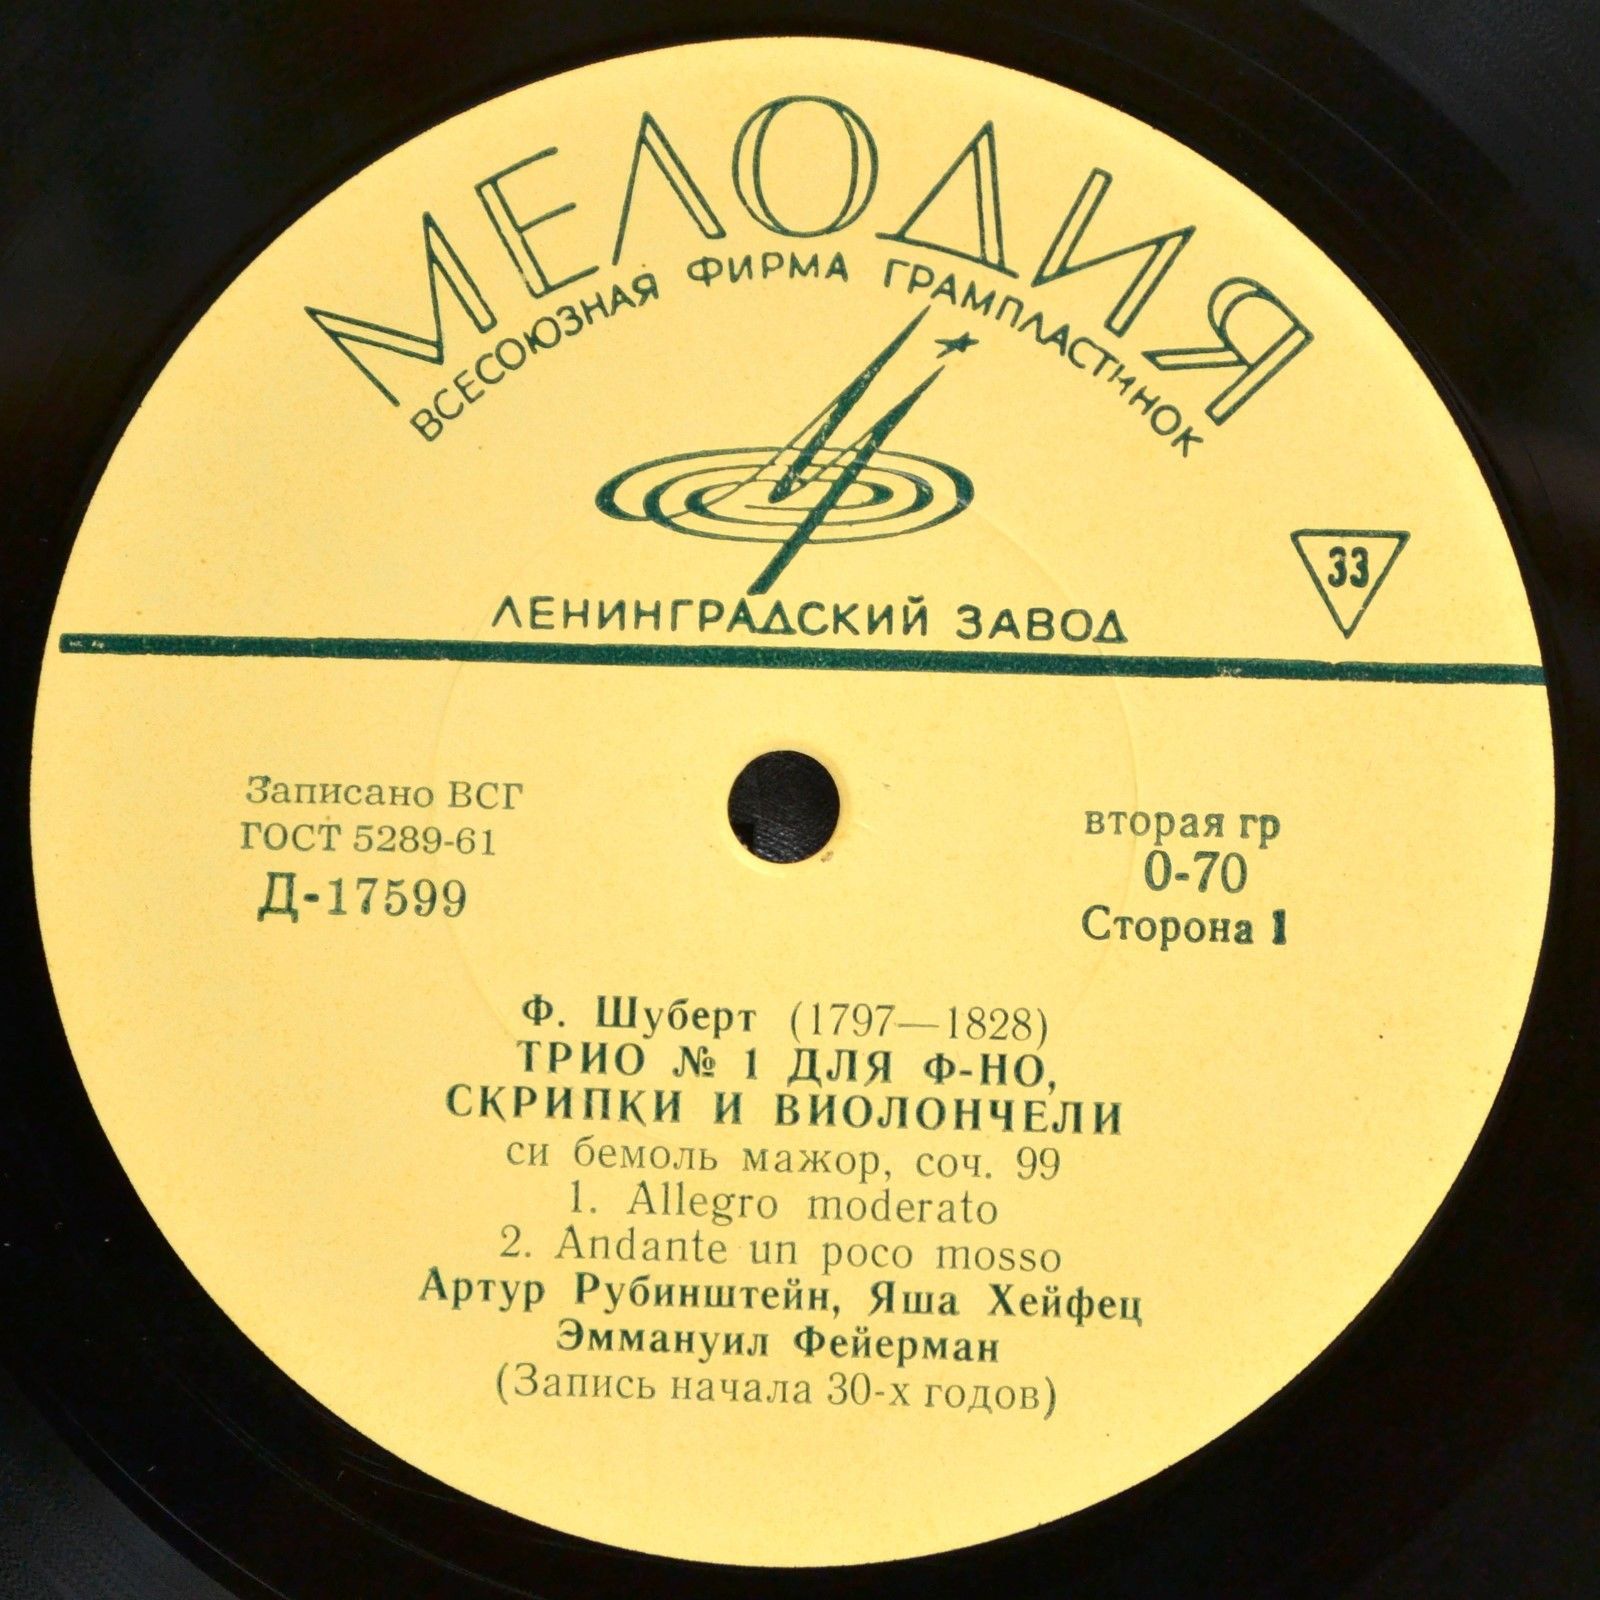 МЕЛОДИЯ
ВСЕСОЮЗНАЯ ФИРМА ГРАМПЛАСТИНОК
ЛЕНИНГРАДСКИЙ ЗАВОД
33
Записано ВСГ
ГОСТ 5289-61
Д-17599
вторая гр
0-70
Сторона 1
Ф. Шуберт (1797—1828)
ТРИО № 1 ДЛЯ Ф-НО,
СКРИПКИ И ВИОЛОНЧЕЛИ
си бемоль мажор, соч. 99
1. Allegro moderato
2. Andante un poco mosso
Артур Рубинштейн, Яша Хейфец
Эммануил Фейерман
(Запись начала 30-х годов)